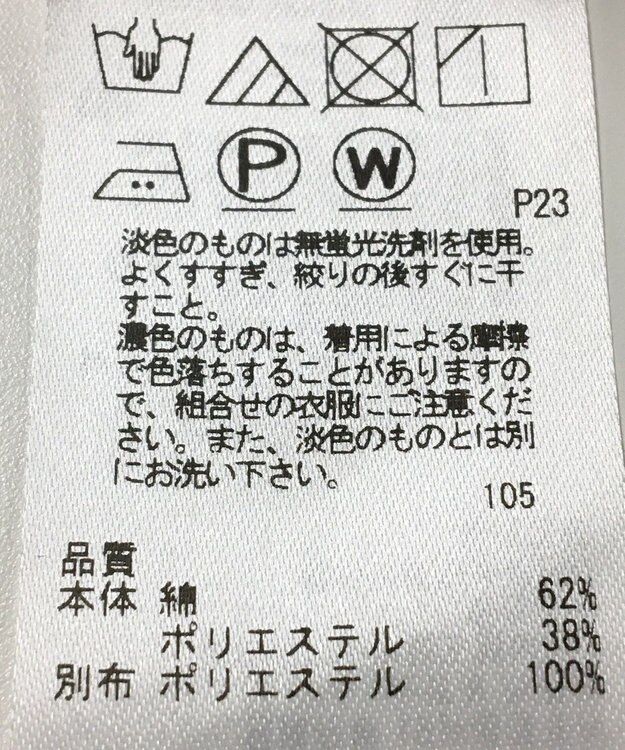 P W
P23
淡色のものは無蛍光洗剤を使用。
よくすすぎ、絞りの後すぐに干
すこと。
濃色のものは、着用による摩擦
で色落ちすることがありますの
で、組合せの衣服にご注意くだ
さい。また、淡色のものとは別
にお洗い下さい。
105
品質
本体 綿 62%
ポリエステル 38%
別布 ポリエステル 100%